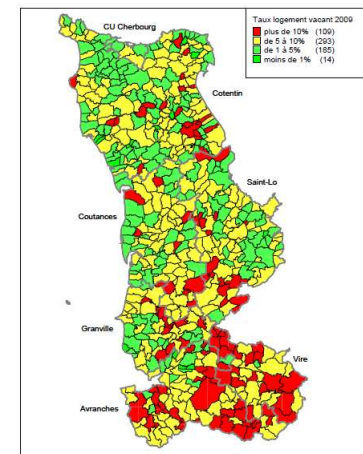 CU Cherbourg
Taux logement vacant 2009
plus de 10% (109)
de 5 à 10% (293)
de 1 à 5% (185)
moins de 1% (14)
Cotentin
Saint-Lo
Coutances
Granville
Vire
Avranches